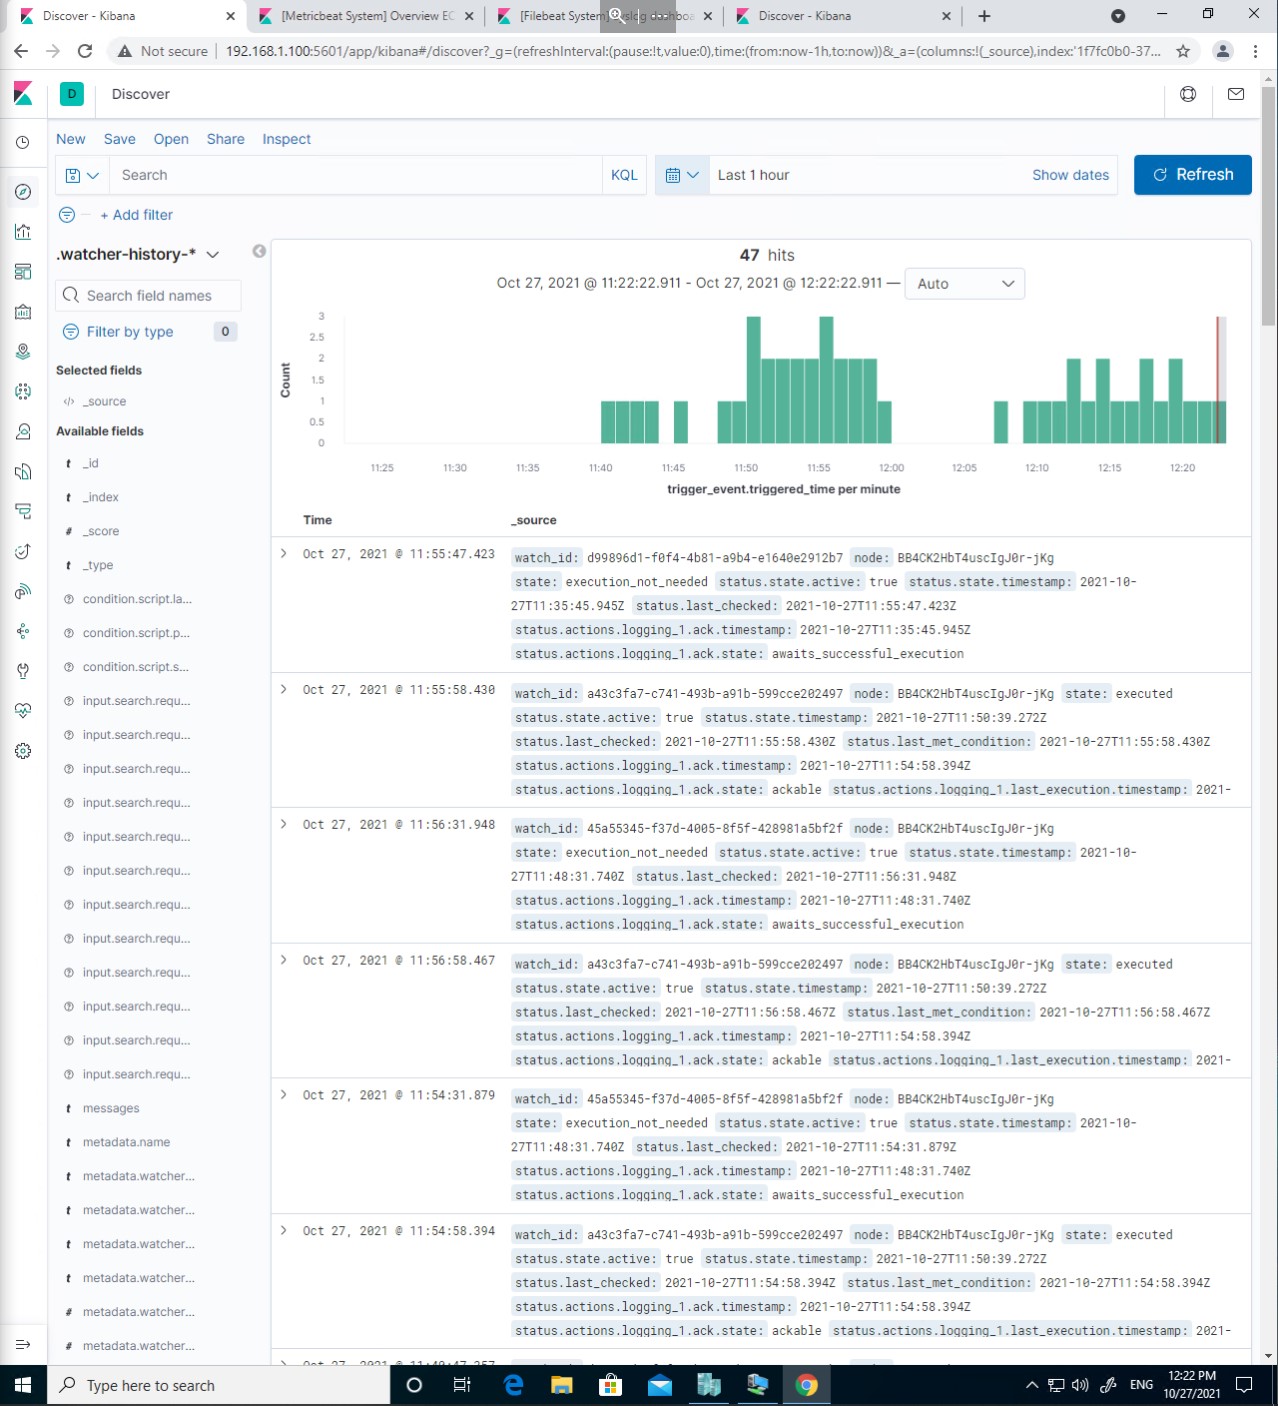 Discover - Kibana
[Metricbeat System] Overview EC
[Filebeat System] Syslog dashboa
Discover - Kibana
Not secure
192.168.1.100:5601/app/kibana#/discover?_g=(refreshInterval:(pause:!t,value:0),time:(from:now-1h,to:now))&_a=(columns:!(_source),index:'1f7fc0b0-37...
D
Discover
New Save Open Share Inspect
Search
KQL
Last 1 hour
Show dates
Refresh
+ Add filter
.watcher-history-*
Search field names
Filter by type 0
Selected fields
_source
Available fields
t _id
t _index
# _score
t _type
condition.script.la...
condition.script.p...
condition.script.s...
input.search.requ...
input.search.requ...
input.search.requ...
input.search.requ...
input.search.requ...
input.search.requ...
input.search.requ...
input.search.requ...
input.search.requ...
input.search.requ...
input.search.requ...
input.search.requ...
t messages
t metadata.name
t metadata.watcher...
t metadata.watcher...
t metadata.watcher...
t metadata.watcher...
# metadata.watcher...
# metadata.watcher...
47 hits
Oct 27, 2021 @ 11:22:22.911 - Oct 27, 2021 @ 12:22:22.911 —
Auto
Count
3
2.5
2
1.5
1
0.5
0
11:25 11:30 11:35 11:40 11:45 11:50 11:55 12:00 12:05 12:10 12:15 12:20
trigger_event.triggered_time per minute
Time _source
Oct 27, 2021 @ 11:55:47.423
watch_id: d99896d1-f0f4-4b81-a9b4-e1640e2912b7 node: BB4CK2HbT4uscIgJ0r-jKg
state: execution_not_needed status.state.active: true status.state.timestamp: 2021-10-
27T11:35:45.945Z status.last_checked: 2021-10-27T11:55:47.423Z
status.actions.logging_1.ack.timestamp: 2021-10-27T11:35:45.945Z
status.actions.logging_1.ack.state: awaits_successful_execution
Oct 27, 2021 @ 11:55:58.430
watch_id: a43c3fa7-c741-493b-a91b-599cce202497 node: BB4CK2HbT4uscIgJ0r-jKg state: executed
status.state.active: true status.state.timestamp: 2021-10-27T11:50:39.272Z
status.last_checked: 2021-10-27T11:55:58.430Z status.last_met_condition: 2021-10-27T11:55:58.430Z
status.actions.logging_1.ack.timestamp: 2021-10-27T11:54:58.394Z
status.actions.logging_1.ack.state: ackable status.actions.logging_1.last_execution.timestamp: 2021-
Oct 27, 2021 @ 11:56:31.948
watch_id: 45a55345-f37d-4005-8f5f-428981a5bf2f node: BB4CK2HbT4uscIgJ0r-jKg
state: execution_not_needed status.state.active: true status.state.timestamp: 2021-10-
27T11:48:31.740Z status.last_checked: 2021-10-27T11:56:31.948Z
status.actions.logging_1.ack.timestamp: 2021-10-27T11:48:31.740Z
status.actions.logging_1.ack.state: awaits_successful_execution
Oct 27, 2021 @ 11:56:58.467
watch_id: a43c3fa7-c741-493b-a91b-599cce202497 node: BB4CK2HbT4uscIgJ0r-jKg state: executed
status.state.active: true status.state.timestamp: 2021-10-27T11:50:39.272Z
status.last_checked: 2021-10-27T11:56:58.467Z status.last_met_condition: 2021-10-27T11:56:58.467Z
status.actions.logging_1.ack.timestamp: 2021-10-27T11:54:58.394Z
status.actions.logging_1.ack.state: ackable status.actions.logging_1.last_execution.timestamp: 2021-
Oct 27, 2021 @ 11:54:31.879
watch_id: 45a55345-f37d-4005-8f5f-428981a5bf2f node: BB4CK2HbT4uscIgJ0r-jKg
state: execution_not_needed status.state.active: true status.state.timestamp: 2021-10-
27T11:48:31.740Z status.last_checked: 2021-10-27T11:54:31.879Z
status.actions.logging_1.ack.timestamp: 2021-10-27T11:48:31.740Z
status.actions.logging_1.ack.state: awaits_successful_execution
Oct 27, 2021 @ 11:54:58.394
watch_id: a43c3fa7-c741-493b-a91b-599cce202497 node: BB4CK2HbT4uscIgJ0r-jKg state: executed
status.state.active: true status.state.timestamp: 2021-10-27T11:50:39.272Z
status.last_checked: 2021-10-27T11:54:58.394Z status.last_met_condition: 2021-10-27T11:54:58.394Z
status.actions.logging_1.ack.timestamp: 2021-10-27T11:54:58.394Z
status.actions.logging_1.ack.state: ackable status.actions.logging_1.last_execution.timestamp: 2021-
Type here to search
ENG
12:22 PM
10/27/2021